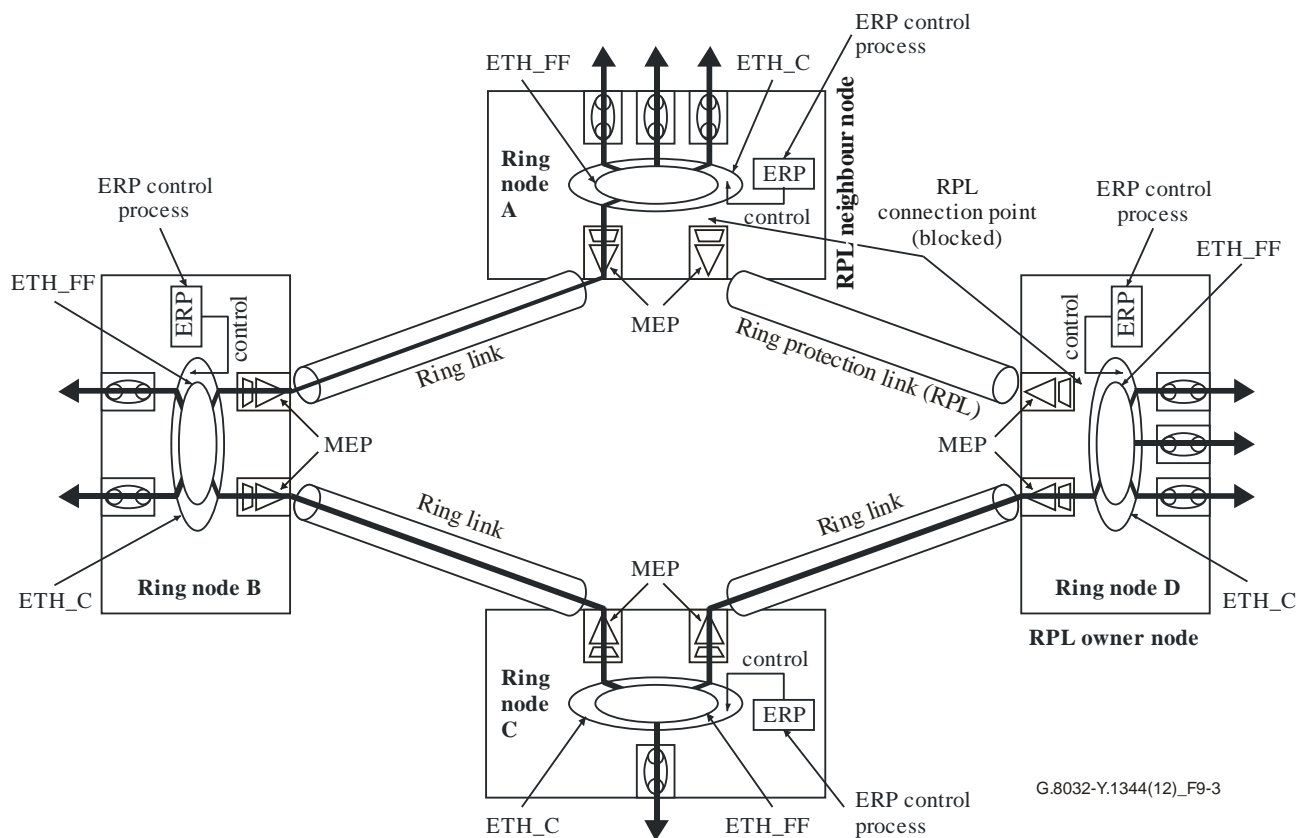 ERP control
process
ETH_FF
ETH_C
Ring
node
A
ERP
control
RPL neighbour node
MEP
RPL
connection point
(blocked)
ERP control
process
ETH_FF
ERP
control
Ring link
MEP
ETH_C
Ring node B
Ring protection link (RPL)
ERP control
process
ETH_FF
ERP
control
MEP
Ring node D
ETH_C
RPL owner node
Ring link
Ring link
MEP
control
Ring
node
C
ERP
ETH_C
ETH_FF
ERP control
process
G.8032-Y.1344(12)_F9-3